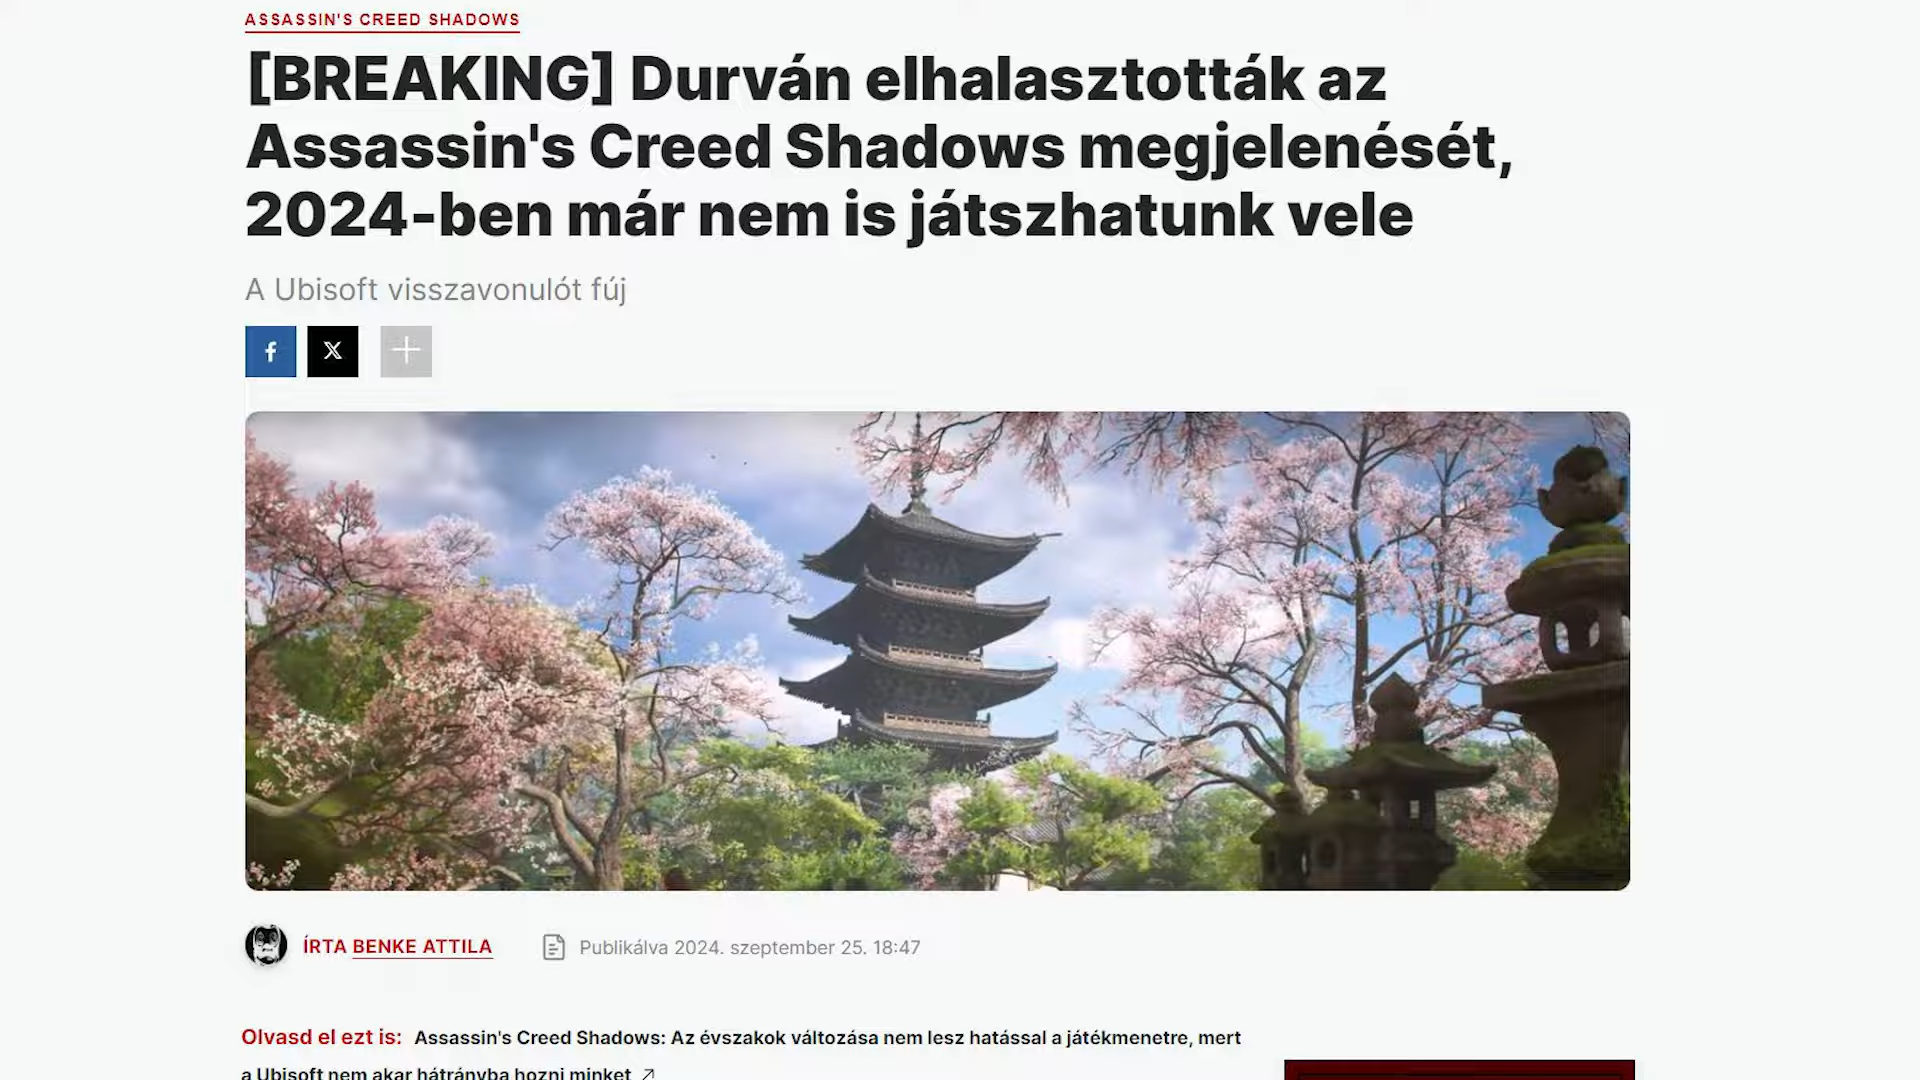 ASSASSIN'S CREED SHADOWS
[BREAKING] Durván elhalasztották az
Assassin's Creed Shadows megjelenését,
2024-ben már nem is játszhatunk vele
A Ubisoft visszavonulót fúj
ÍRTA BENKE ATTILA
Publikálva 2024. szeptember 25. 18:47
Olvasd el ezt is: Assassin's Creed Shadows: Az évszakok változása nem lesz hatással a játékmenetre, mert
a Ubisoft nem akar hátrányba hozni minket